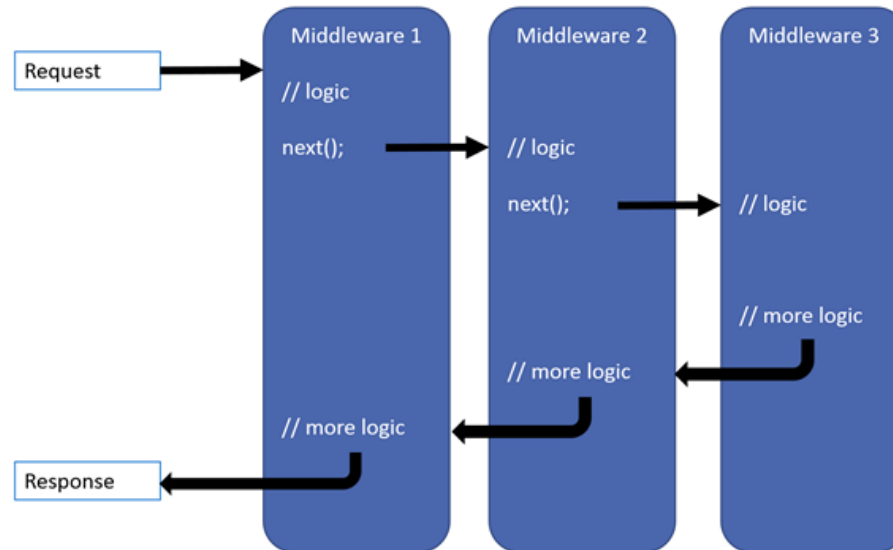 Middleware 1
Middleware 2
Middleware 3
Request
// logic
next();
// logic
next();
// logic
// more logic
// more logic
// more logic
Response